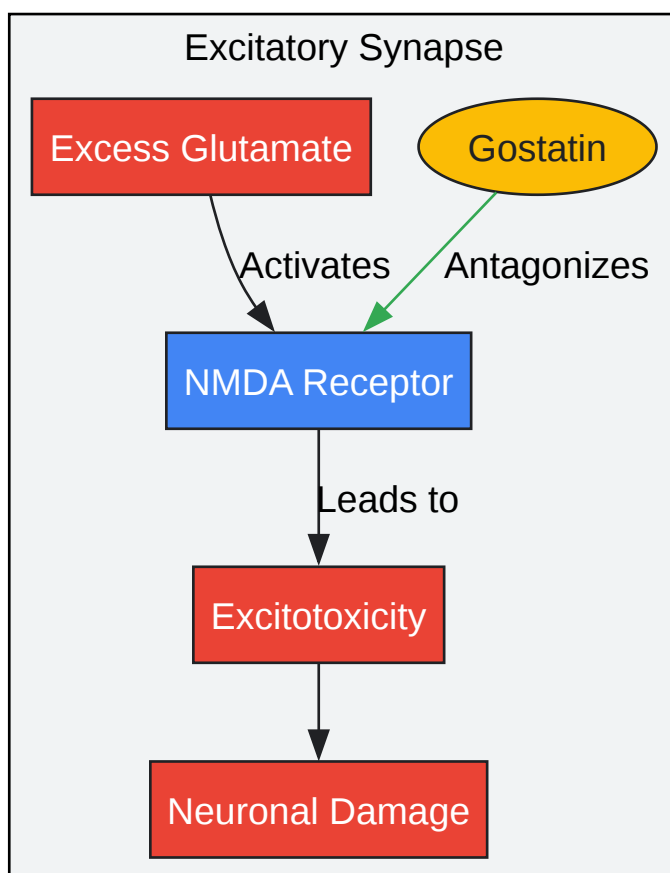 Excitatory Synapse
Excess Glutamate
Gostatin
Activates
Antagonizes
NMDA Receptor
Leads to
Excitotoxicity
Neuronal Damage